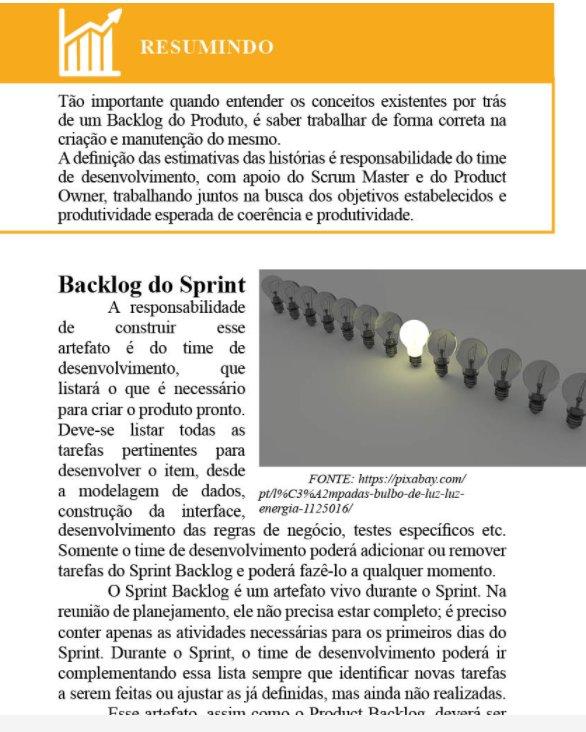 RESUMINDO
Tão importante quando entender os conceitos existentes por trás
de um Backlog do Produto, é saber trabalhar de forma correta na
criação e manutenção do mesmo.
A definição das estimativas das histórias é responsabilidade do time
de desenvolvimento, com apoio do Scrum Master e do Product
Owner, trabalhando juntos na busca dos objetivos estabelecidos e
produtividade esperada de coerência e produtividade.
Backlog do Sprint
A responsabilidade
de construir esse
artefato é do time de
desenvolvimento, que
listará o que é necessário
para criar o produto pronto.
Deve-se listar todas as
tarefas pertinentes para
desenvolver o item, desde
a modelagem de dados,
construção da interface,
FONTE: https://pixabay.com/
pt/l%C3%A2mpadas-bulbo-de-luz-luz-
energia-1125016/
desenvolvimento das regras de negócio, testes específicos etc.
Somente o time de desenvolvimento poderá adicionar ou remover
tarefas do Sprint Backlog e poderá fazê-lo a qualquer momento.
O Sprint Backlog é um artefato vivo durante o Sprint. Na
reunião de planejamento, ele não precisa estar completo; é preciso
conter apenas as atividades necessárias para os primeiros dias do
Sprint. Durante o Sprint, o time de desenvolvimento poderá ir
complementando essa lista sempre que identificar novas tarefas
a serem feitas ou ajustar as já definidas, mas ainda não realizadas.
Esse artefato, assim como o Product Backlog, deverá ser